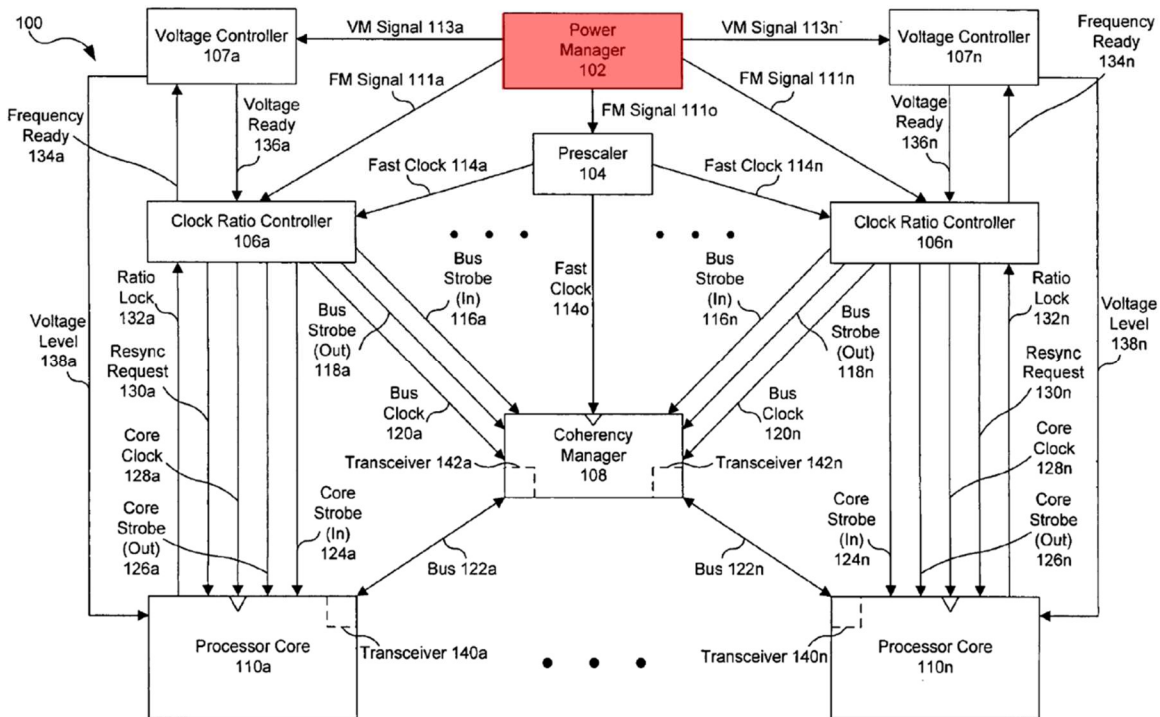 100
Voltage Controller
107a
VM Signal 113a
Power
Manager
102
VM Signal 113n
Voltage Controller
107n
Frequency
Ready
134n
FM Signal 111a
FM Signal 111o
FM Signal 111n
Frequency
Ready
134a
Voltage
Ready
136a
Prescaler
104
Voltage
Ready
136n
Fast Clock 114a
Fast Clock 114n
Clock Ratio Controller
106a
Clock Ratio Controller
106n
Voltage
Level
138a
Ratio
Lock
132a
Resync
Request
130a
Core
Clock
128a
Core
Strobe
(Out)
126a
Core
Strobe
(In)
124a
Bus
Strobe
(In)
116a
Bus
Strobe
(Out)
118a
Bus
Clock
120a
Fast
Clock
114o
Bus
Strobe
(In)
116n
Bus
Strobe
(Out)
118n
Bus
Clock
120n
Ratio
Lock
132n
Resync
Request
130n
Core
Clock
128n
Core
Strobe
(Out)
126n
Core
Strobe
(In)
124n
Voltage
Level
138n
Coherency
Manager
108
Transceiver 142a
Transceiver 142n
Bus 122a
Bus 122n
Processor Core
110a
Transceiver 140a
Transceiver 140n
Processor Core
110n